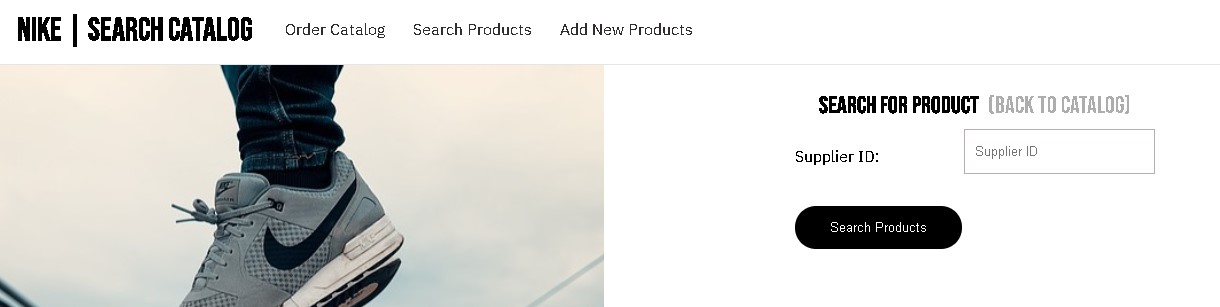 NIKE | SEARCH CATALOG Order Catalog Search Products Add New Products
SEARCH FOR PRODUCT (BACK TO CATALOG)
Supplier ID: Supplier ID
Search Products